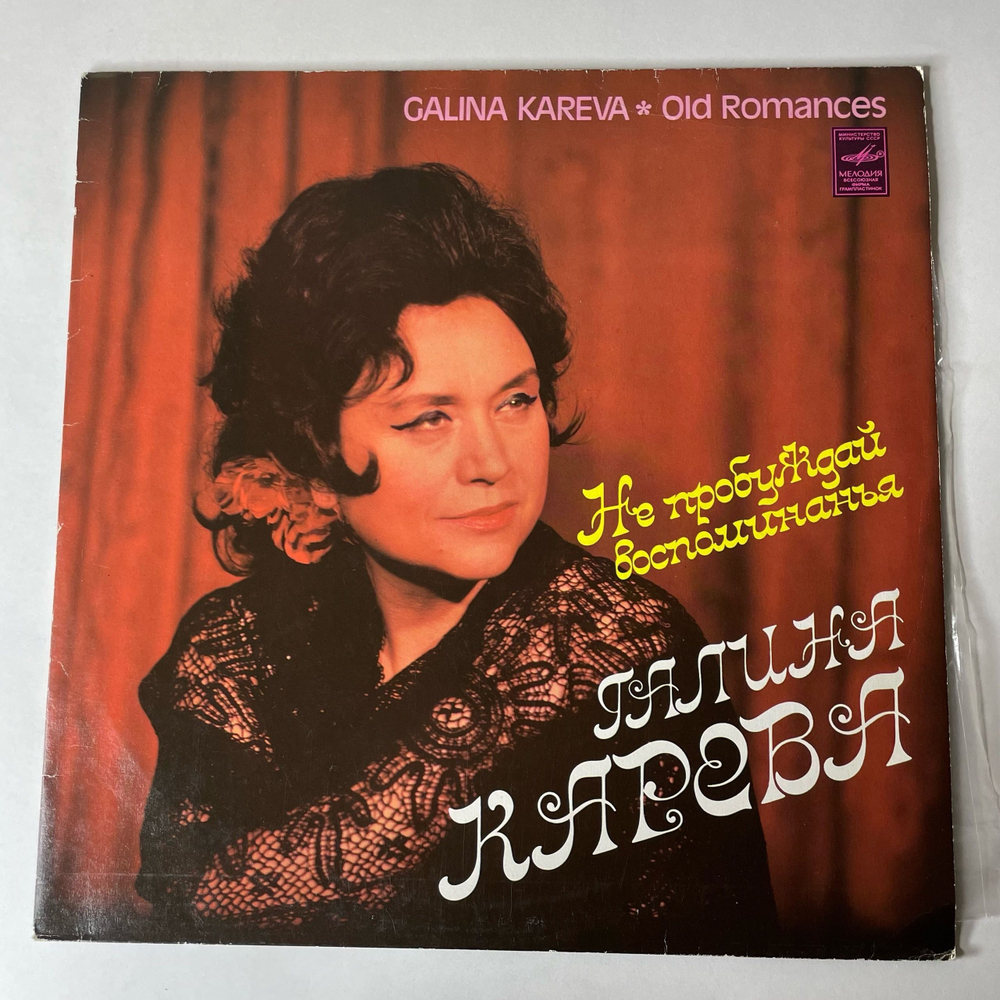 GALINA KAREVA * Old Romances
МИНИСТЕРСТВО
КУЛЬТУРЫ СССР
МЕЛОДИЯ
ВСЕСОЮЗНАЯ
ФИРМА
ГРАМПЛАСТИНОК
Не пробуждай
воспоминанья
ГАЛИНА
КАРЕВА